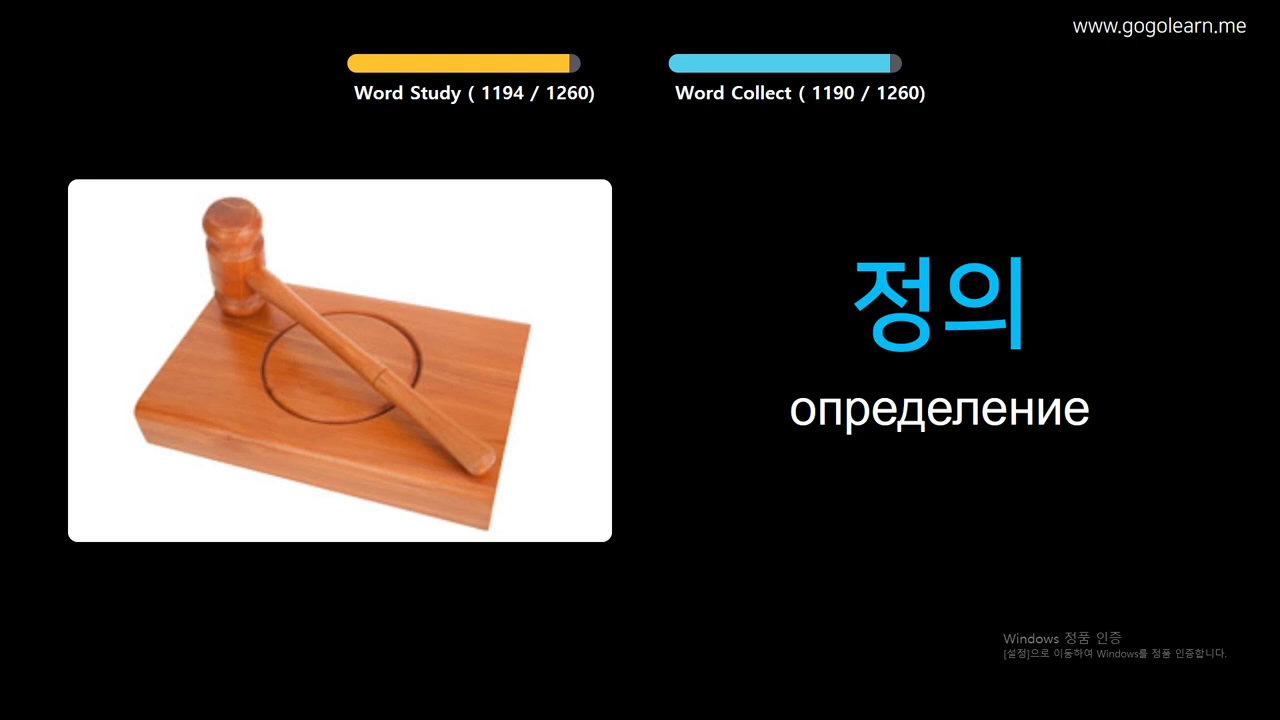 www.gogolearn.me
Word Study ( 1194 / 1260)
Word Collect ( 1190 / 1260)
정의
определение
Windows 정품 인증
[설정]으로 이동하여 Windows를 정품 인증합니다.